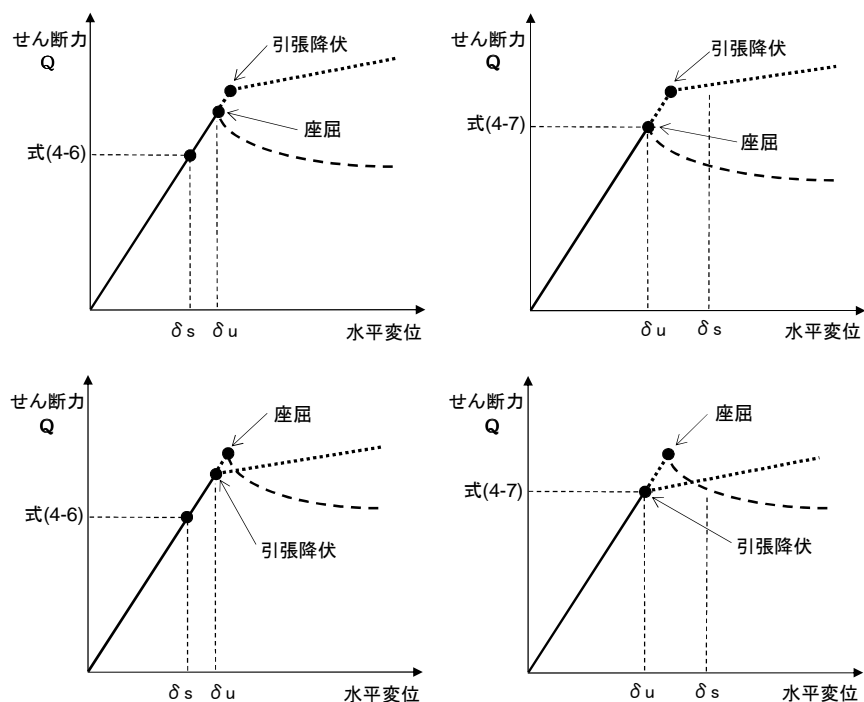 せん断力
Q
引張降伏
座屈
式(4-6)
δs δu 水平変位
せん断力
Q
引張降伏
式(4-7)
座屈
δu δs 水平変位
せん断力
Q
座屈
式(4-6)
引張降伏
δs δu 水平変位
せん断力
Q
座屈
式(4-7)
引張降伏
δu δs 水平変位